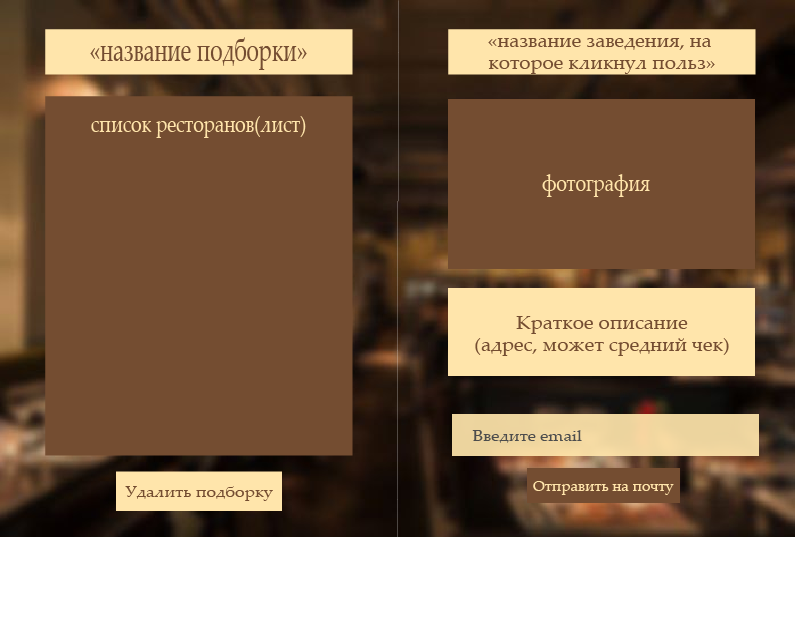 «название подборки»
список ресторанов(лист)
Удалить подборку
«название заведения, на
которое кликнул польз»
фотография
Краткое описание
(адрес, может средний чек)
Введите email
Отправить на почту